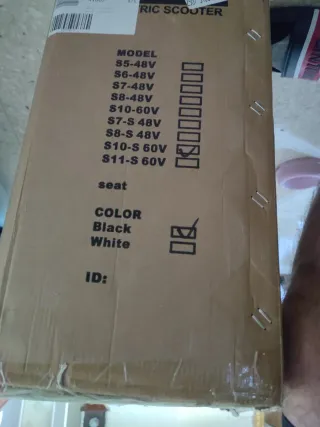 RIC SCOOTER
MODEL
S5-48V
S6-48V
S7-48V
S8-48V
S10-60V
S7-S 48V
S8-S 48V
S10-S 60V
S11-S 60V
seat
COLOR
Black
White
ID: